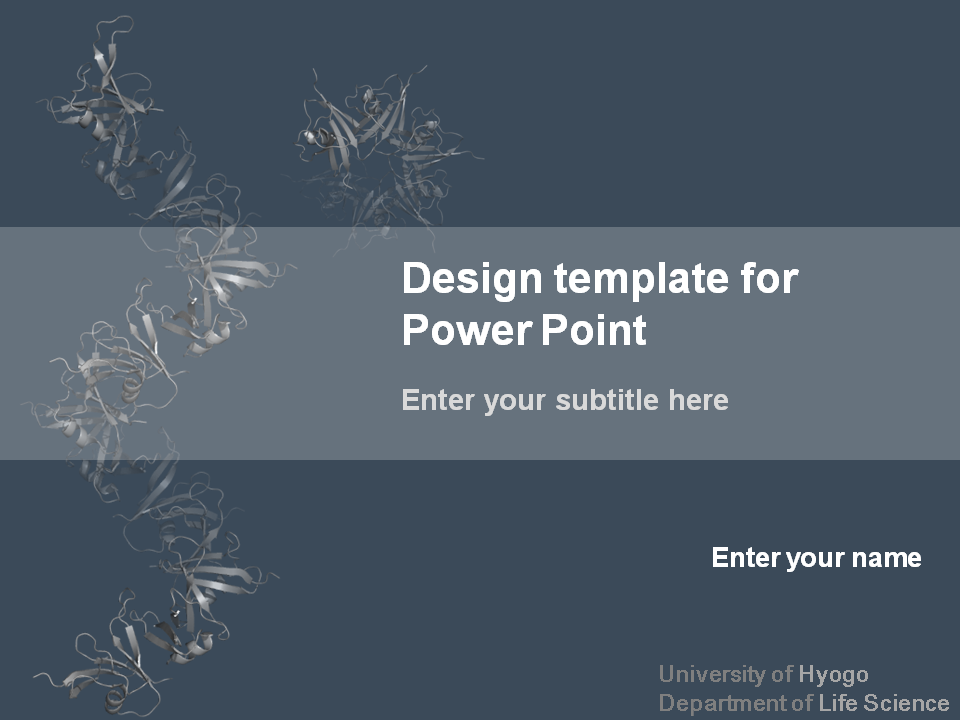 Design template for
Power Point
Enter your subtitle here
Enter your name
University of Hyogo
Department of Life Science